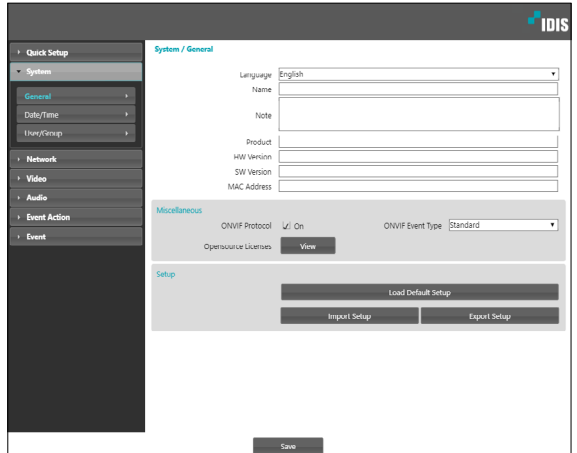 IDIS
Quick Setup
System
General
Date/Time
User/Group
Network
Video
Audio
Event Action
Event
System / General
Language English
Name
Note
Product
HW Version
SW Version
MAC Address
Miscellaneous
ONVIF Protocol On ONVIF Event Type Standard
Opensource Licenses View
Setup
Load Default Setup
Import Setup Export Setup
Save